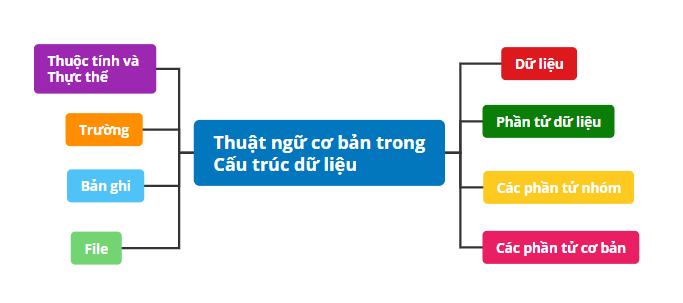 Thuộc tính và
Thực thể
Trường
Bản ghi
File
Thuật ngữ cơ bản trong
Cấu trúc dữ liệu
Dữ liệu
Phần tử dữ liệu
Các phần tử nhóm
Các phần tử cơ bản